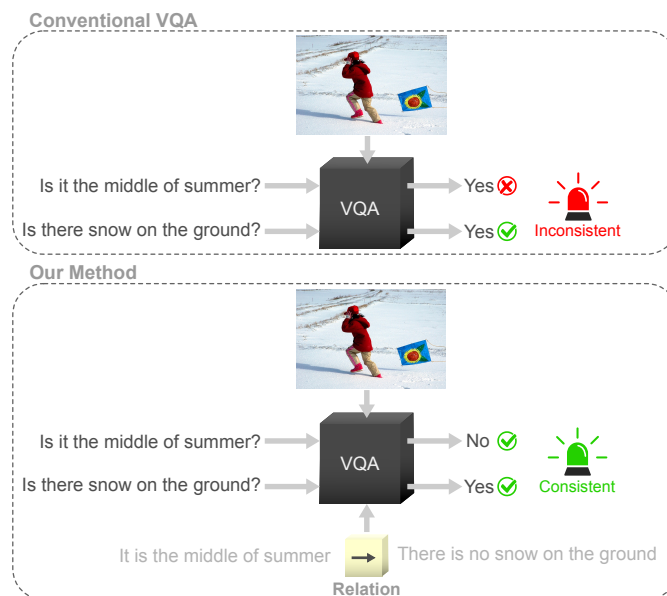 Conventional VQA
Is it the middle of summer?
VQA
Yes
Is there snow on the ground?
Yes
Inconsistent
Our Method
Is it the middle of summer?
VQA
No
Is there snow on the ground?
Yes
Consistent
It is the middle of summer
There is no snow on the ground
Relation